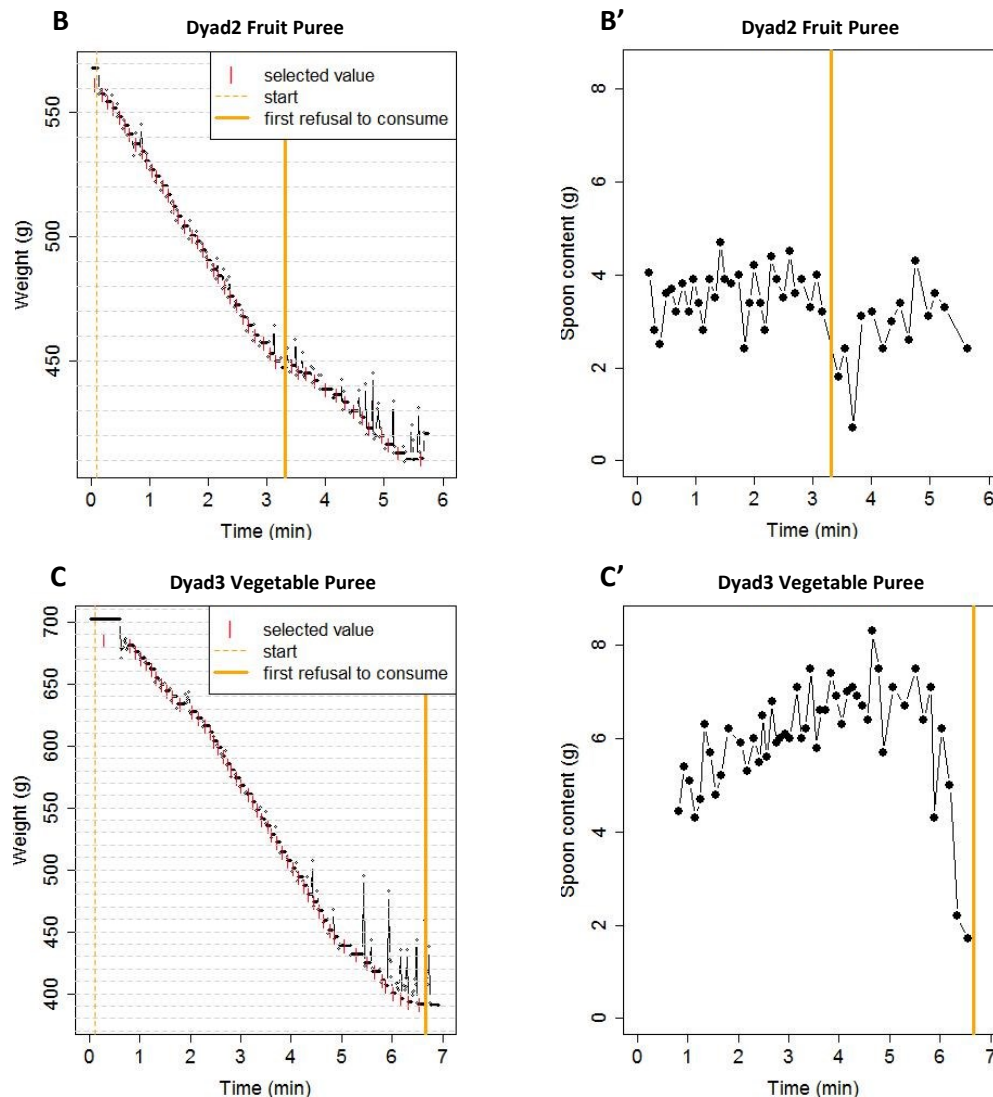 B
Dyad2 Fruit Puree
selected value
start
first refusal to consume
Weight (g)
550
500
450
0 1 2 3 4 5 6
Time (min)
B’
Dyad2 Fruit Puree
Spoon content (g)
8
6
4
2
0
0 1 2 3 4 5 6
Time (min)
C
Dyad3 Vegetable Puree
selected value
start
first refusal to consume
Weight (g)
700
650
600
550
500
450
400
0 1 2 3 4 5 6 7
Time (min)
C’
Dyad3 Vegetable Puree
Spoon content (g)
8
6
4
2
0
0 1 2 3 4 5 6 7
Time (min)